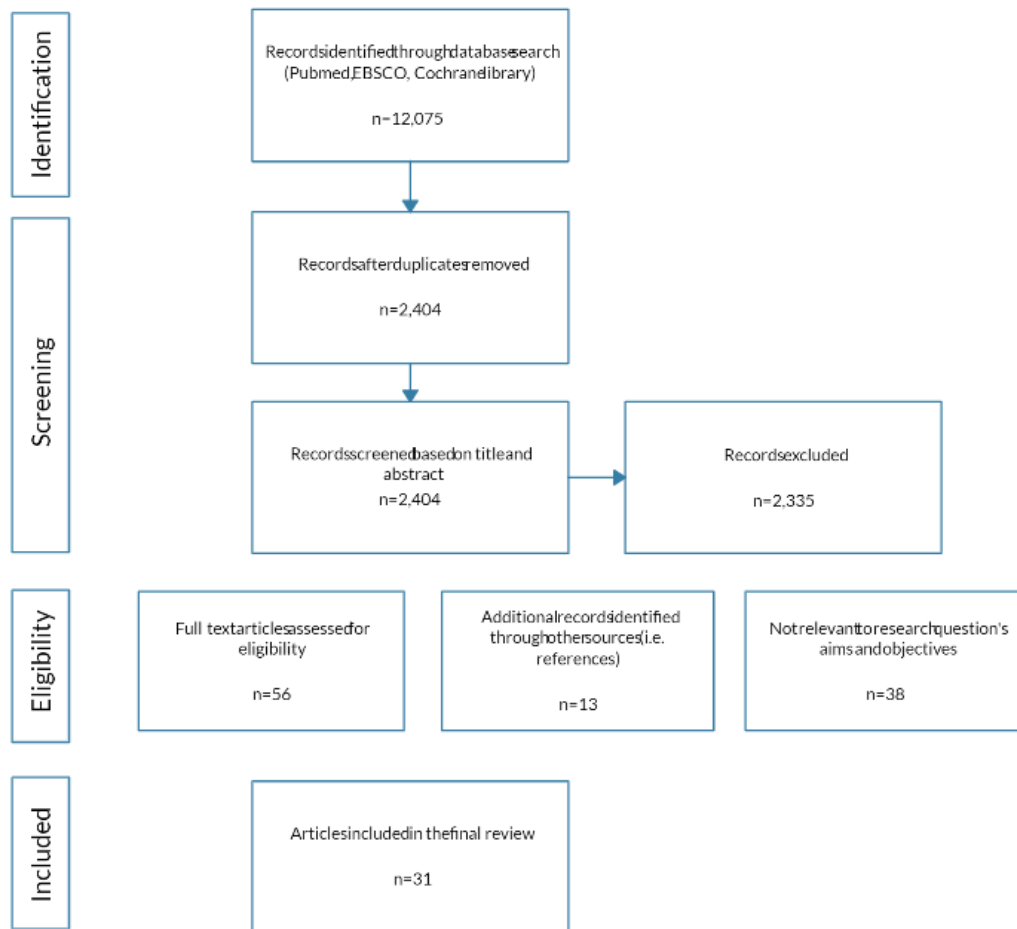 Identification
Records identified through database search
(Pubmed, EBSCO, Cochrane library)
n=12,075
Screening
Records after duplicates removed
n=2,404
Records screened based on title and
abstract
n=2,404
Records excluded
n=2,335
Eligibility
Full text articles assessed for
eligibility
n=56
Additional records identified
through other sources (i.e.
references)
n=13
Not relevant to research question's
aims and objectives
n=38
Included
Articles included in the final review
n=31